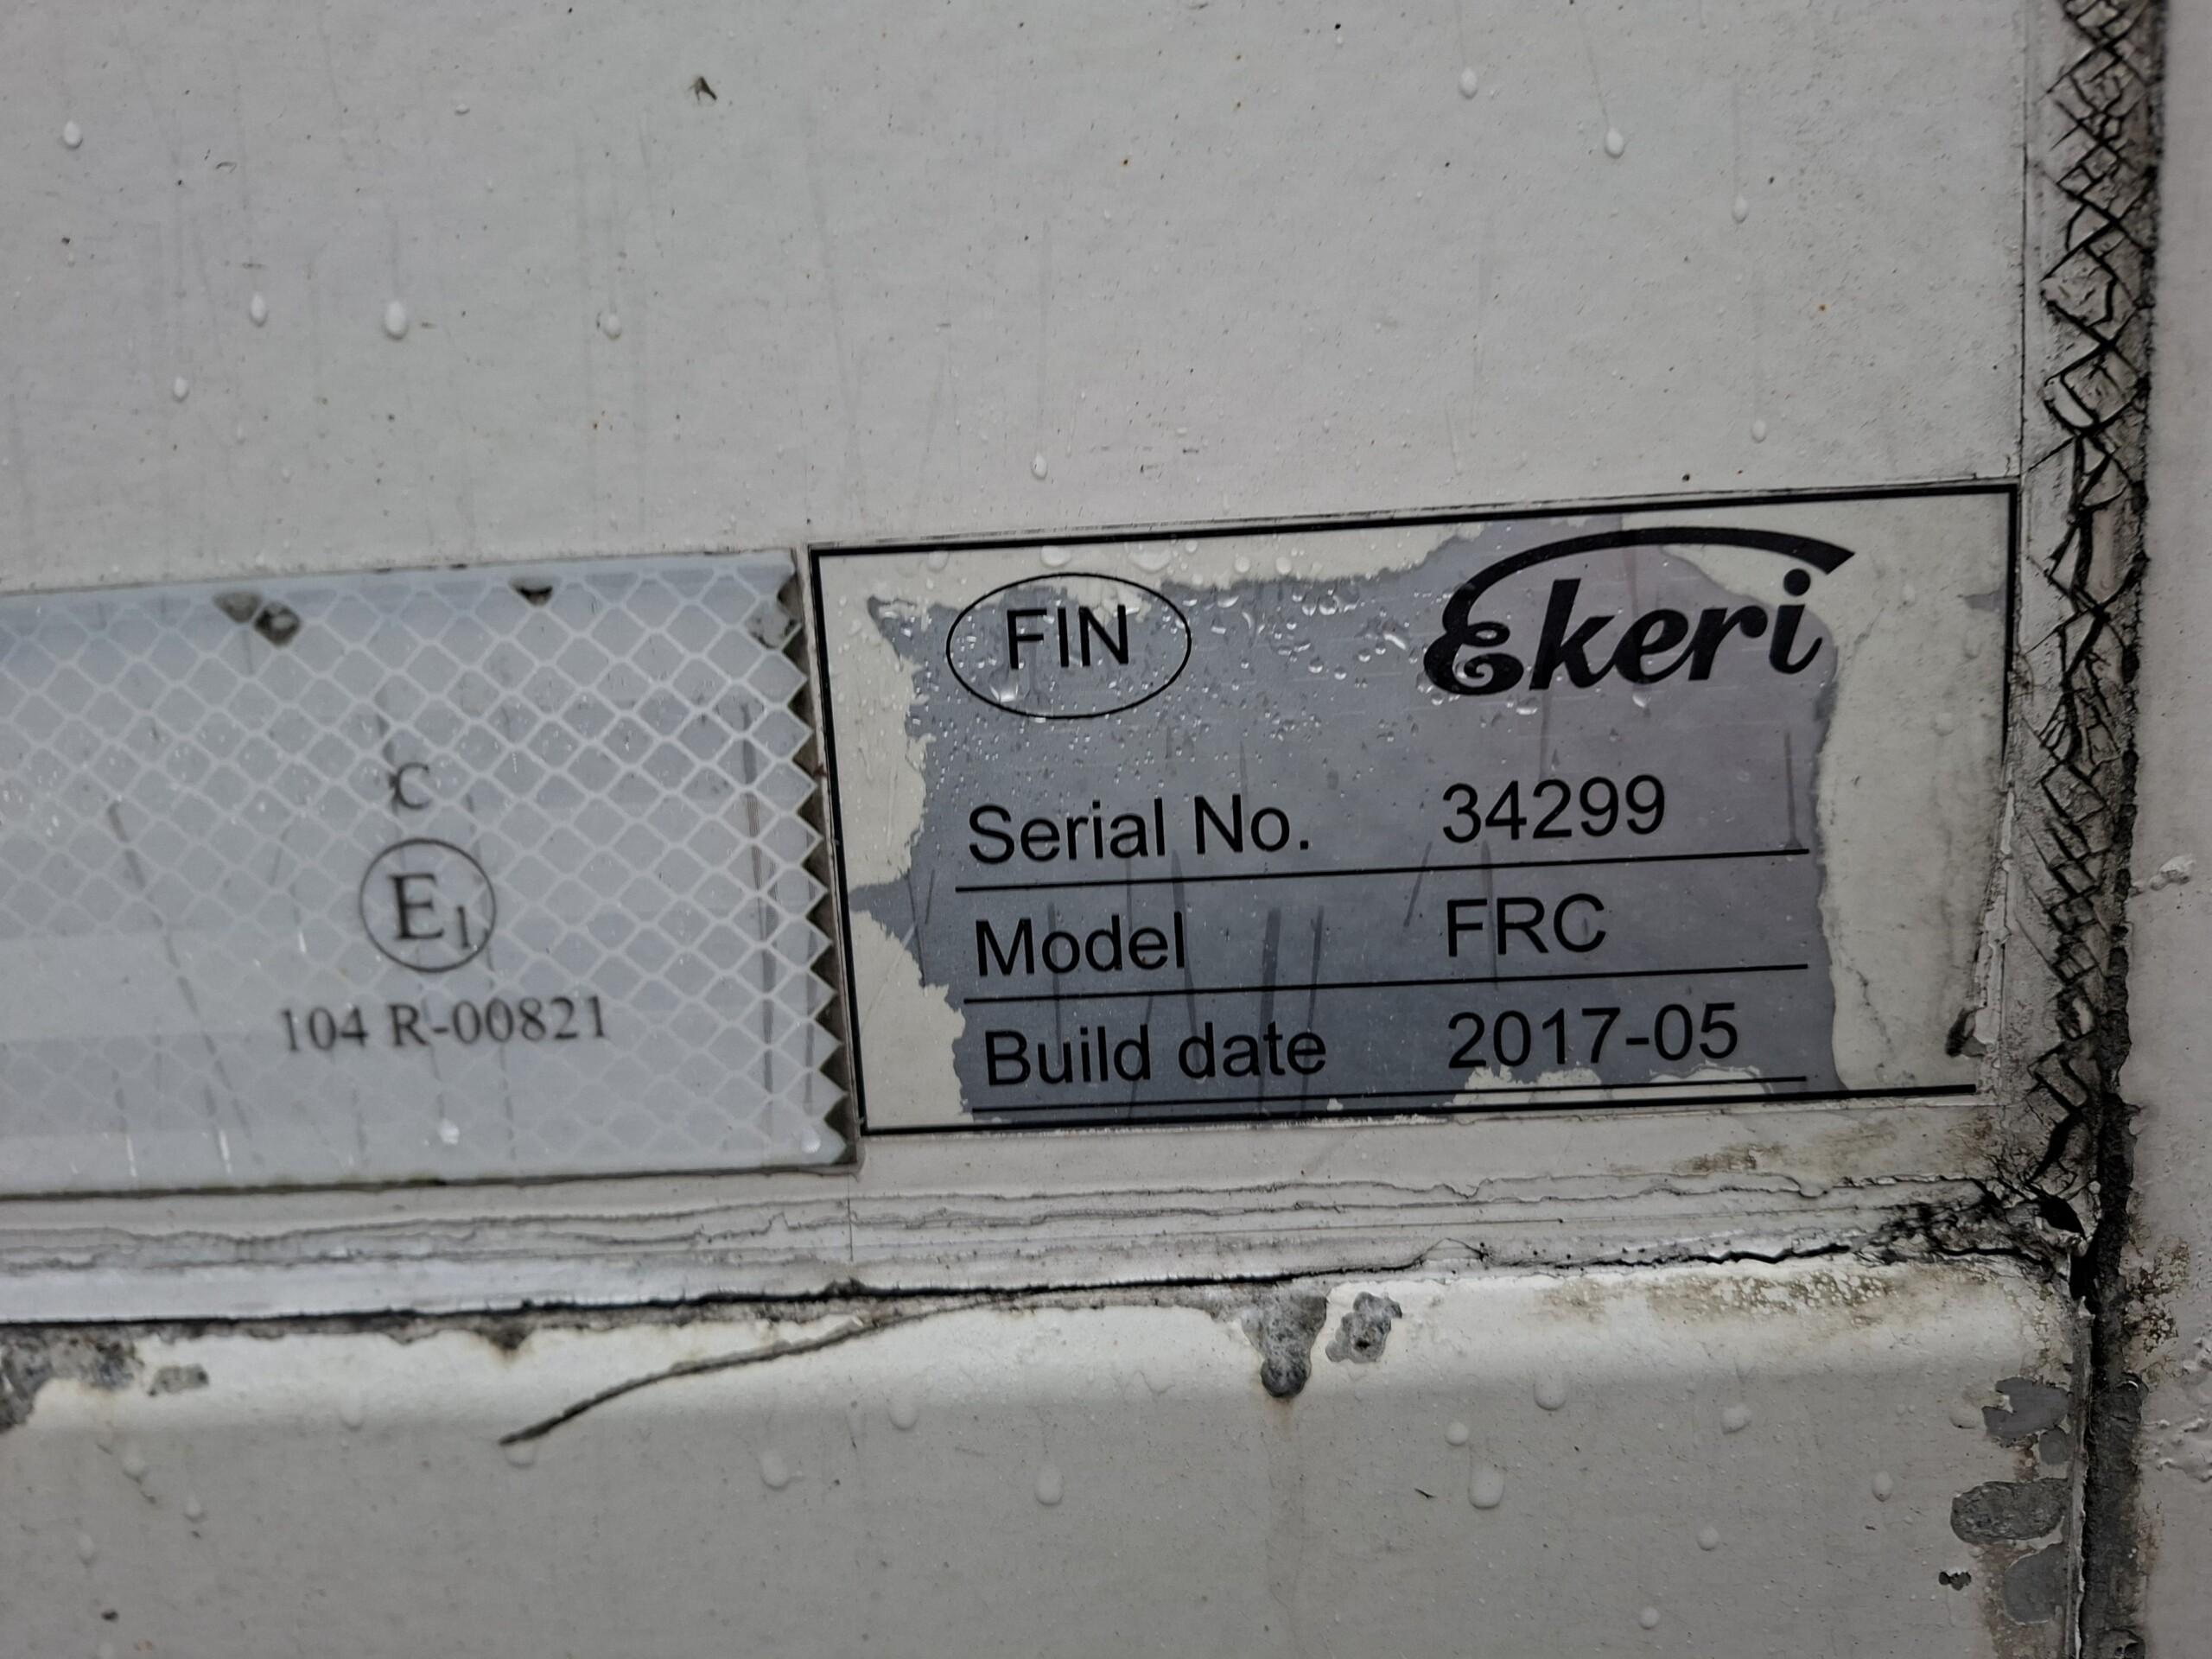 C
E1
104 R-00821
FIN
Ekeri
Serial No. 34299
Model FRC
Build date 2017-05